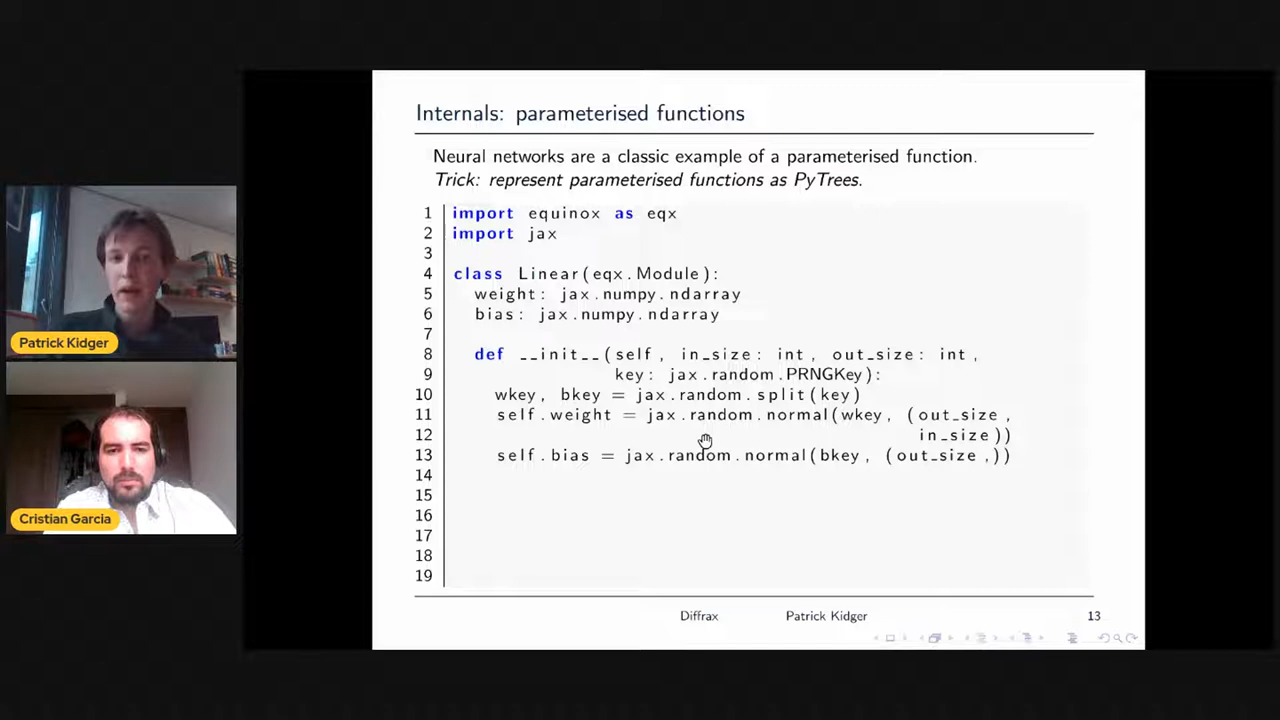 Internals: parameterised functions
Neural networks are a classic example of a parameterised function.
Trick: represent parameterised functions as PyTrees.
1 import equinox as eqx
2 import jax
3
4 class Linear(eqx.Module):
5 weight: jax.numpy.ndarray
6 bias: jax.numpy.ndarray
7
8 def __init__(self, in_size: int, out_size: int,
9 key: jax.random.PRNGKey):
10 wkey, bkey = jax.random.split(key)
11 self.weight = jax.random.normal(wkey, (out_size,
12 in_size))
13 self.bias = jax.random.normal(bkey, (out_size,))
14
15
16
17
18
19
Diffrax Patrick Kidger 13
Patrick Kidger
Cristian Garcia